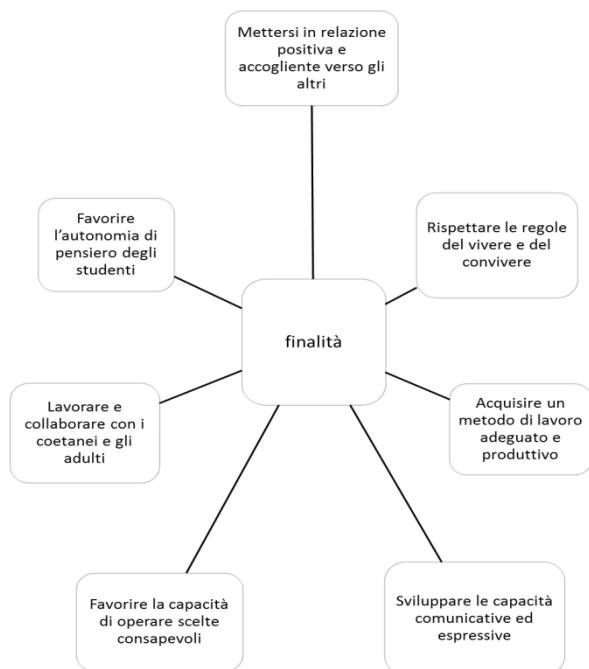 Mettersi in relazione
positiva e
accogliente verso gli
altri
Favorire
l'autonomia di
pensiero degli
studenti
Rispettare le regole
del vivere e del
convivere
finalità
Lavorare e
collaborare con i
coetanei e gli
adulti
Acquisire un
metodo di lavoro
adeguato e
produttivo
Favorire la capacità
di operare scelte
consapevoli
Sviluppare le capacità
comunicative ed
espressive